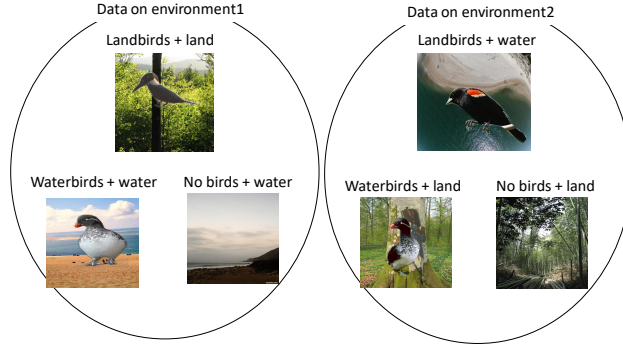 Data on environment1
Landbirds + land
Waterbirds + water
No birds + water
Data on environment2
Landbirds + water
Waterbirds + land
No birds + land